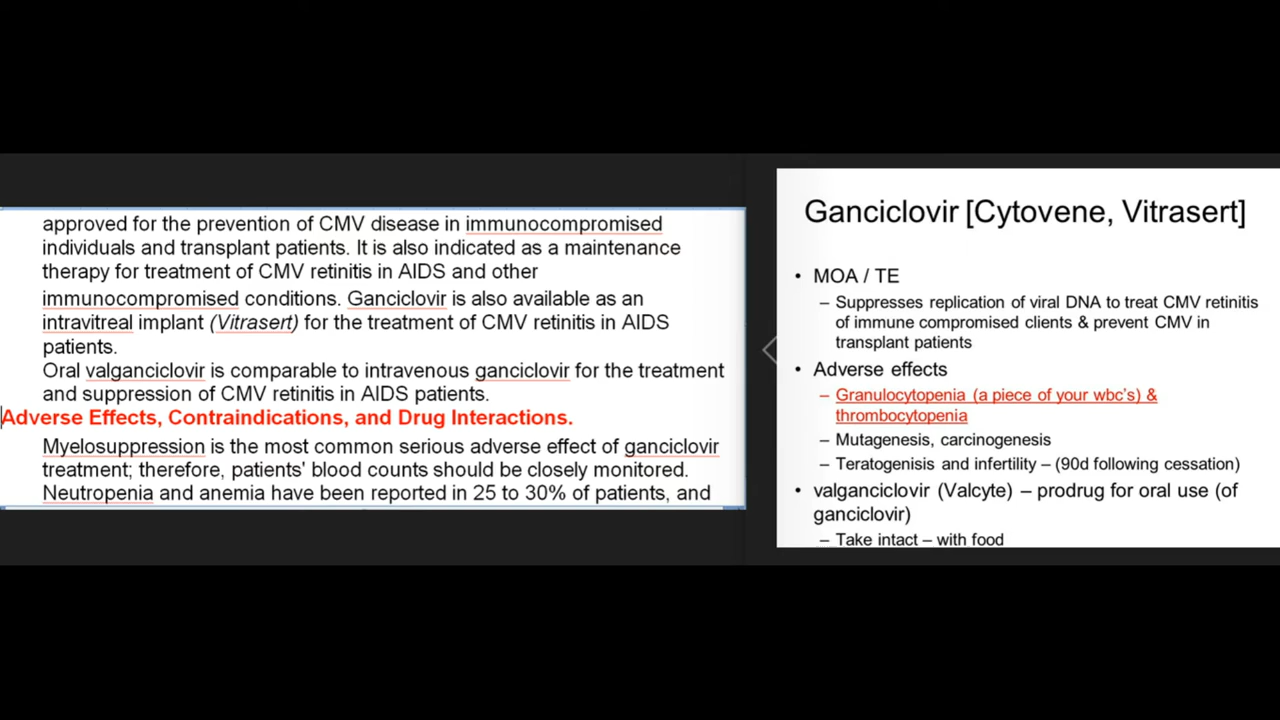 approved for the prevention of CMV disease in immunocompromised
individuals and transplant patients. It is also indicated as a maintenance
therapy for treatment of CMV retinitis in AIDS and other
immunocompromised conditions. Ganciclovir is also available as an
intravitreal implant (Vitrasert) for the treatment of CMV retinitis in AIDS
patients.
Oral valganciclovir is comparable to intravenous ganciclovir for the treatment
and suppression of CMV retinitis in AIDS patients.
Adverse Effects, Contraindications, and Drug Interactions.
Myelosuppression is the most common serious adverse effect of ganciclovir
treatment; therefore, patients' blood counts should be closely monitored.
Neutropenia and anemia have been reported in 25 to 30% of patients, and
Ganciclovir [Cytovene, Vitrasert]
• MOA / TE
– Suppresses replication of viral DNA to treat CMV retinitis
of immune compromised clients & prevent CMV in
transplant patients
• Adverse effects
– Granulocytopenia (a piece of your wbc's) &
thrombocytopenia
– Mutagenesis, carcinogenesis
– Teratogenisis and infertility – (90d following cessation)
• valganciclovir (Valcyte) – prodrug for oral use (of
ganciclovir)
– Take intact – with food